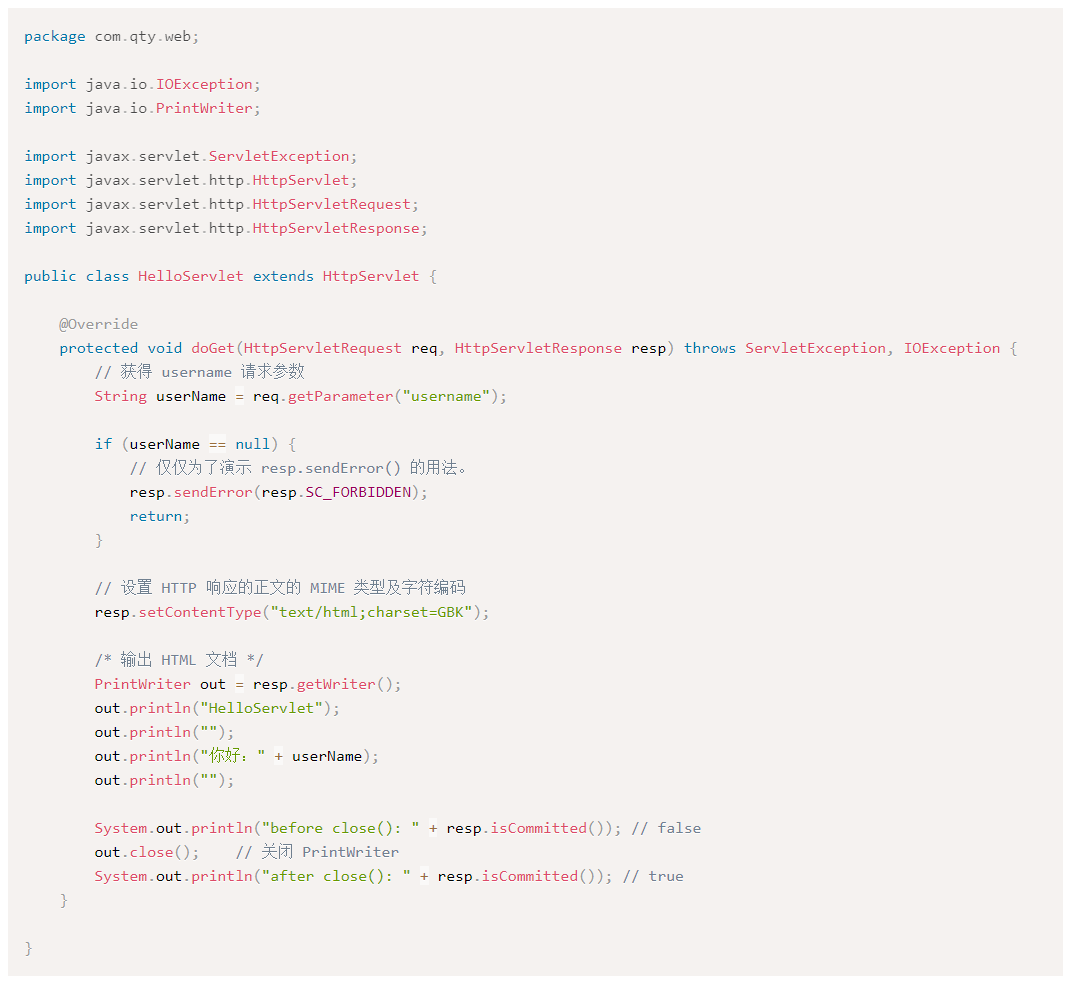 package com.qty.web;

import java.io.IOException;
import java.io.PrintWriter;

import javax.servlet.ServletException;
import javax.servlet.http.HttpServlet;
import javax.servlet.http.HttpServletRequest;
import javax.servlet.http.HttpServletResponse;

public class HelloServlet extends HttpServlet {

    @Override
    protected void doGet(HttpServletRequest req, HttpServletResponse resp) throws ServletException, IOException {
        // 获得 username 请求参数
        String userName = req.getParameter("username");

        if (userName == null) {
            // 仅仅为了演示 resp.sendError() 的用法。
            resp.sendError(resp.SC_FORBIDDEN);
            return;
        }

        // 设置 HTTP 响应的正文的 MIME 类型及字符编码
        resp.setContentType("text/html;charset=GBK");

        /* 输出 HTML 文档 */
        PrintWriter out = resp.getWriter();
        out.println("HelloServlet");
        out.println("");
        out.println("你好：" + userName);
        out.println("");

        System.out.println("before close(): " + resp.isCommitted()); // false
        out.close();    // 关闭 PrintWriter
        System.out.println("after close(): " + resp.isCommitted()); // true
    }

}